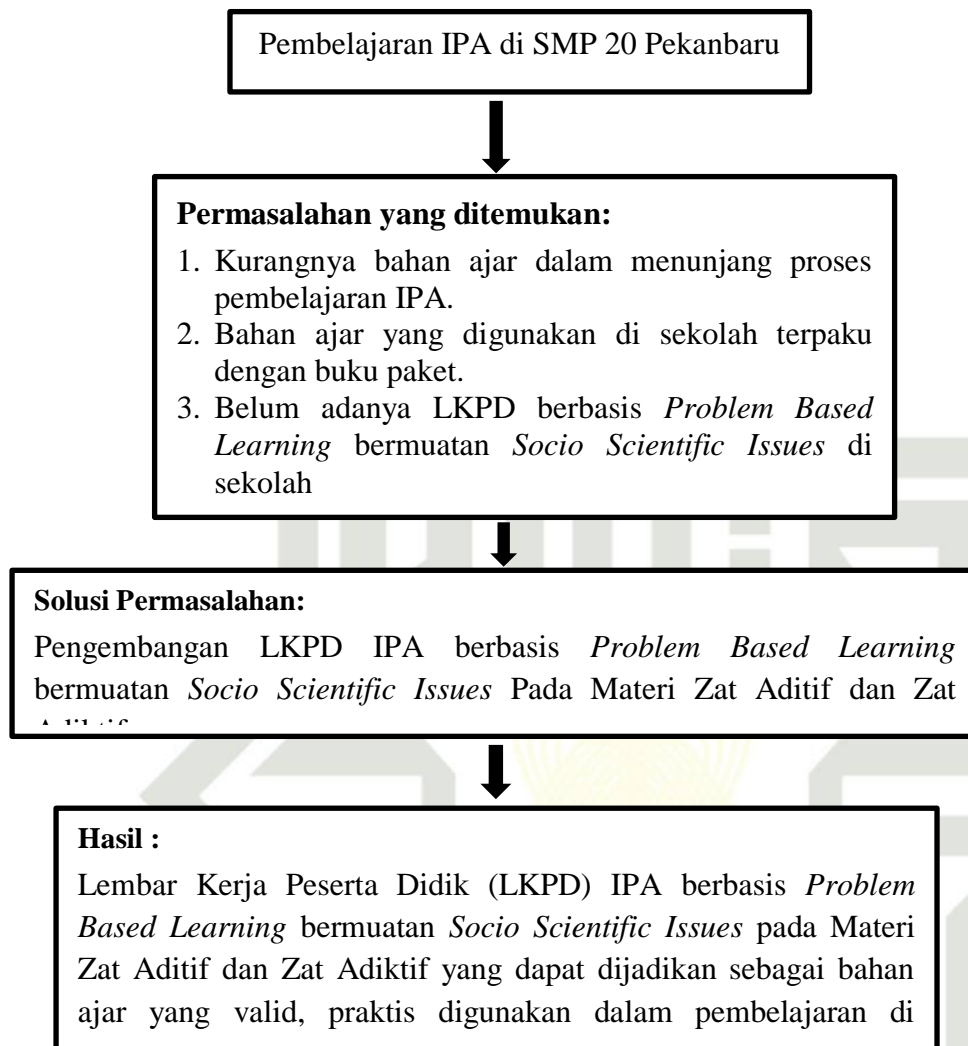 Pembelajaran IPA di SMP 20 Pekanbaru
Permasalahan yang ditemukan:
1. Kurangnya bahan ajar dalam menunjang proses
pembelajaran IPA.
2. Bahan ajar yang digunakan di sekolah terpaku
dengan buku paket.
3. Belum adanya LKPD berbasis Problem Based
Learning bermuatan Socio Scientific Issues di
sekolah
Solusi Permasalahan:
Pengembangan LKPD IPA berbasis Problem Based Learning
bermuatan Socio Scientific Issues Pada Materi Zat Aditif dan Zat
Hasil :
Lembar Kerja Peserta Didik (LKPD) IPA berbasis Problem
Based Learning bermuatan Socio Scientific Issues pada Materi
Zat Aditif dan Zat Adiktif yang dapat dijadikan sebagai bahan
ajar yang valid, praktis digunakan dalam pembelajaran di